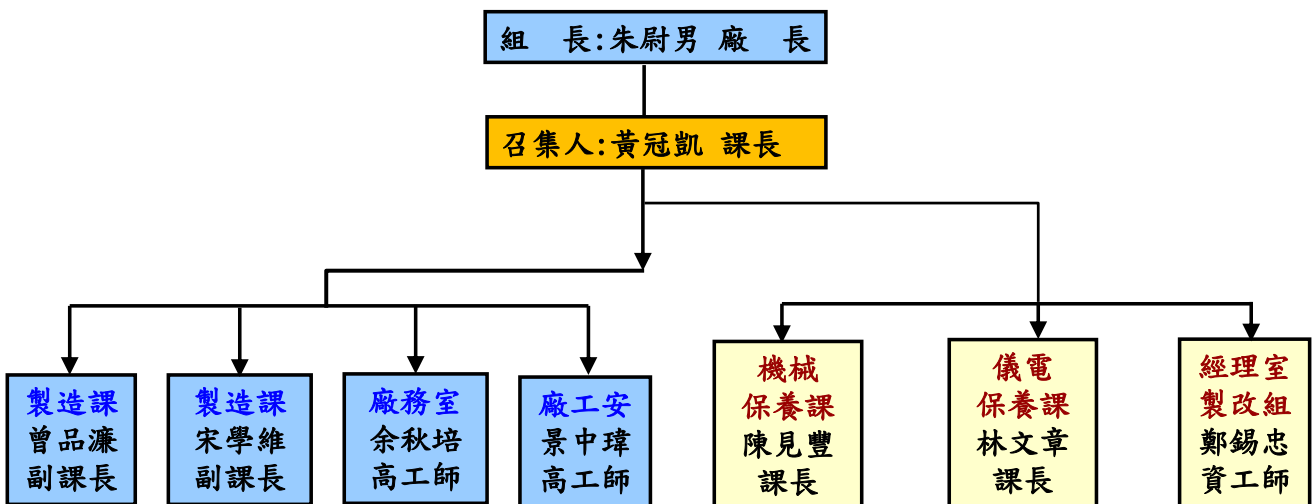 組　長:朱尉男 廠　長
召集人:黃冠凱 課長
製造課
曾品濂
副課長
製造課
宋學維
副課長
廠務室
余秋培
高工師
廠工安
景中瑋
高工師
機械
保養課
陳見豐
課長
儀電
保養課
林文章
課長
經理室
製改組
鄭錫忠
資工師